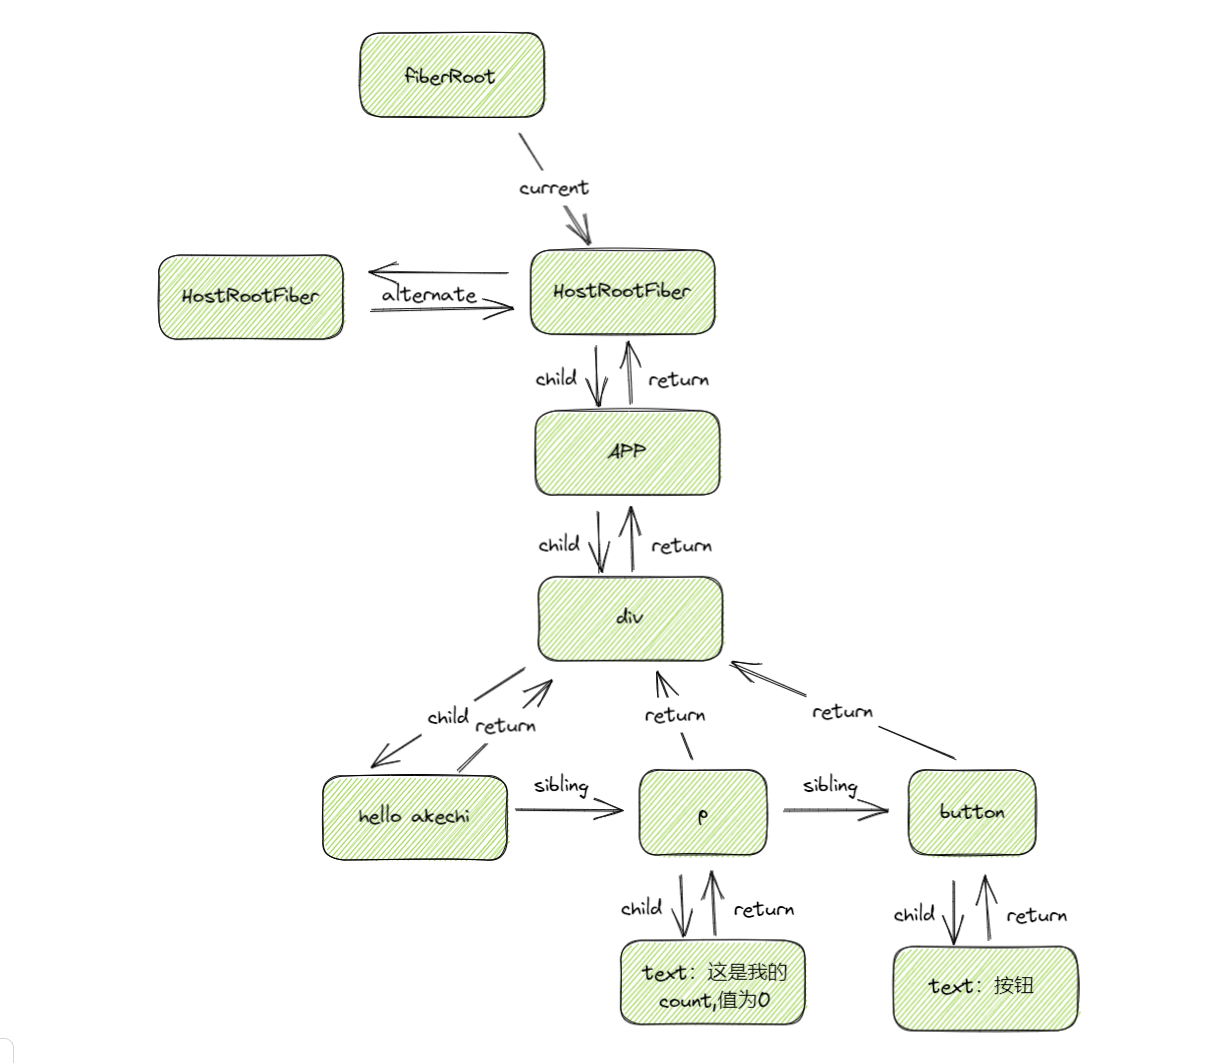 fiberRoot
current
HostRootFiber
alternate
HostRootFiber
child
return
APP
child
return
div
child
return
return
return
hello akechi
sibling
p
sibling
button
child
return
child
return
text：这是我的
count,值为0
text：按钮